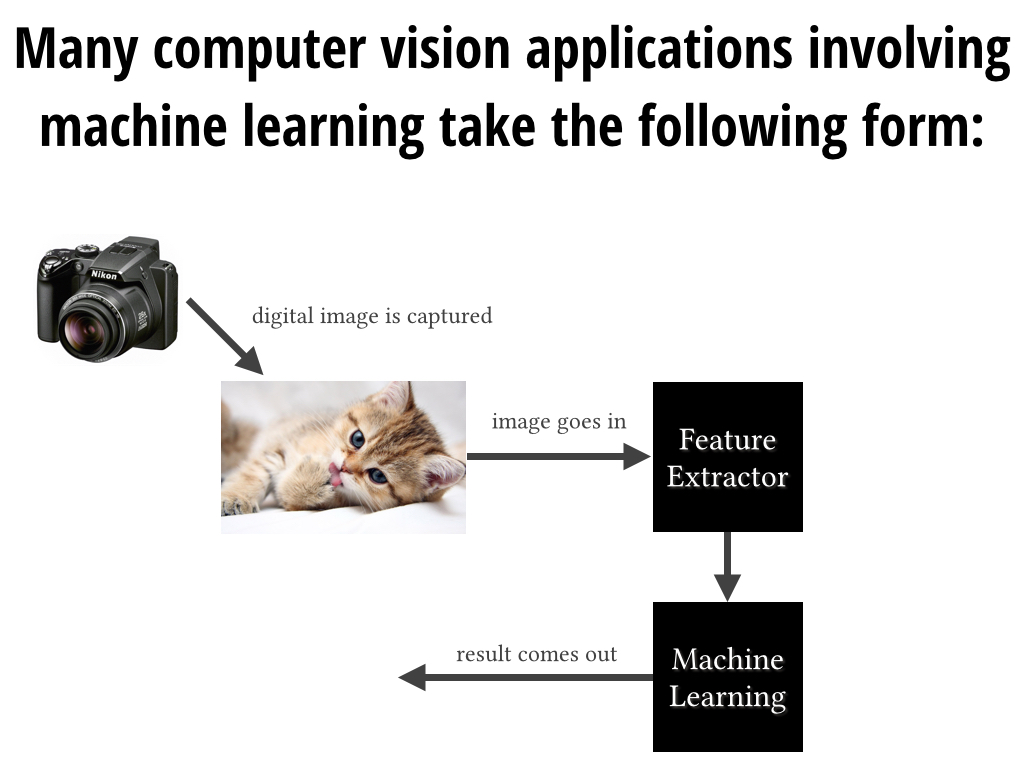 Many computer vision applications involving
machine learning take the following form:
Nikon
digital image is captured
image goes in
Feature
Extractor
result comes out
Machine
Learning